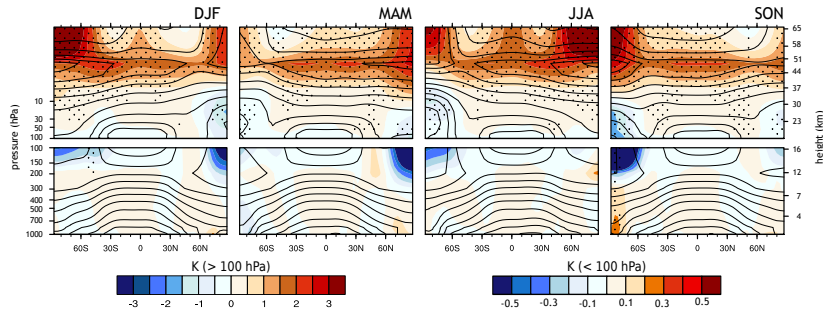 DJF MAM JJA SON
65
58
51
44
37
30
23
10
30
50
100
150
200
300
400
500
700
1000
16
12
7
4
pressure (hPa)
height (km)
60S 30S 0 30N 60N
60S 30S 0 30N 60N
60S 30S 0 30N 60N
60S 30S 0 30N 60N
K (> 100 hPa)
-3 -2 -1 0 1 2 3
K (< 100 hPa)
-0.5 -0.3 -0.1 0.1 0.3 0.5